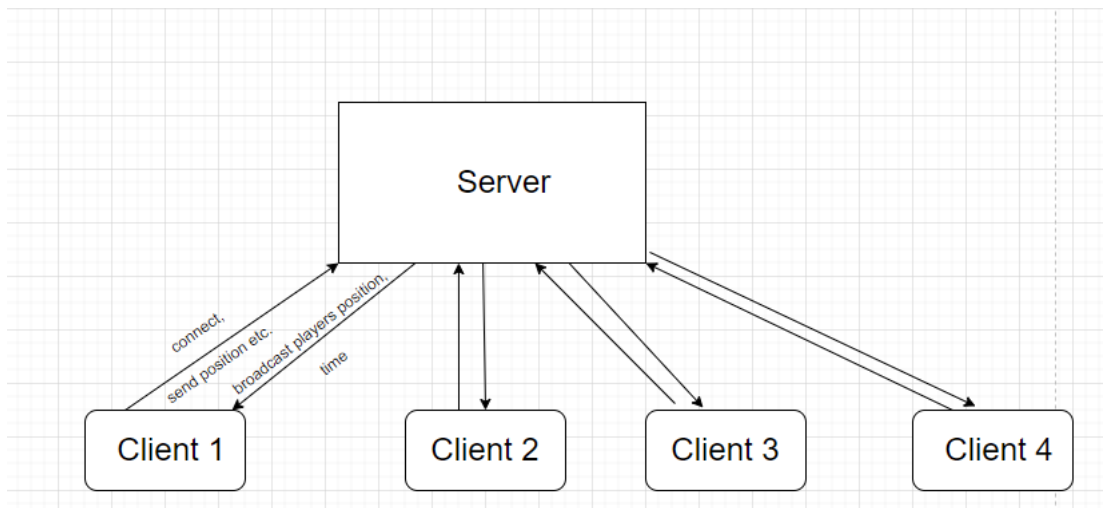 Server
connect,
send position etc.
broadcast players position,
time
Client 1
Client 2
Client 3
Client 4